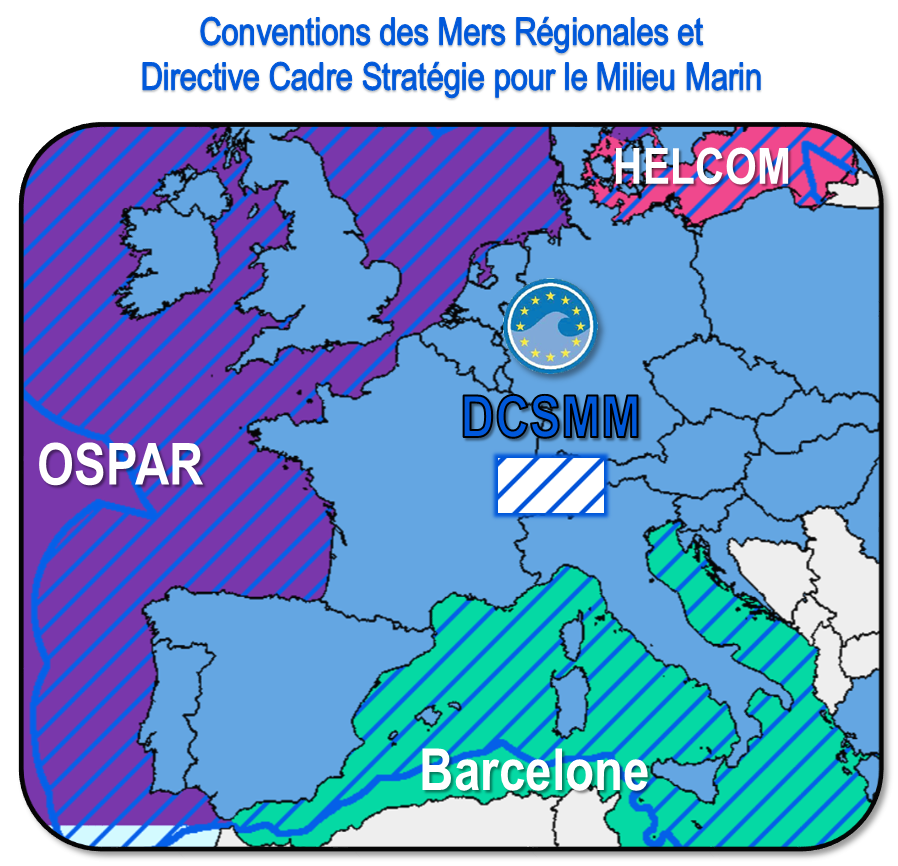 Conventions des Mers Régionales et
Directive Cadre Stratégie pour le Milieu Marin
HELCOM
DCSMM
OSPAR
Barcelone